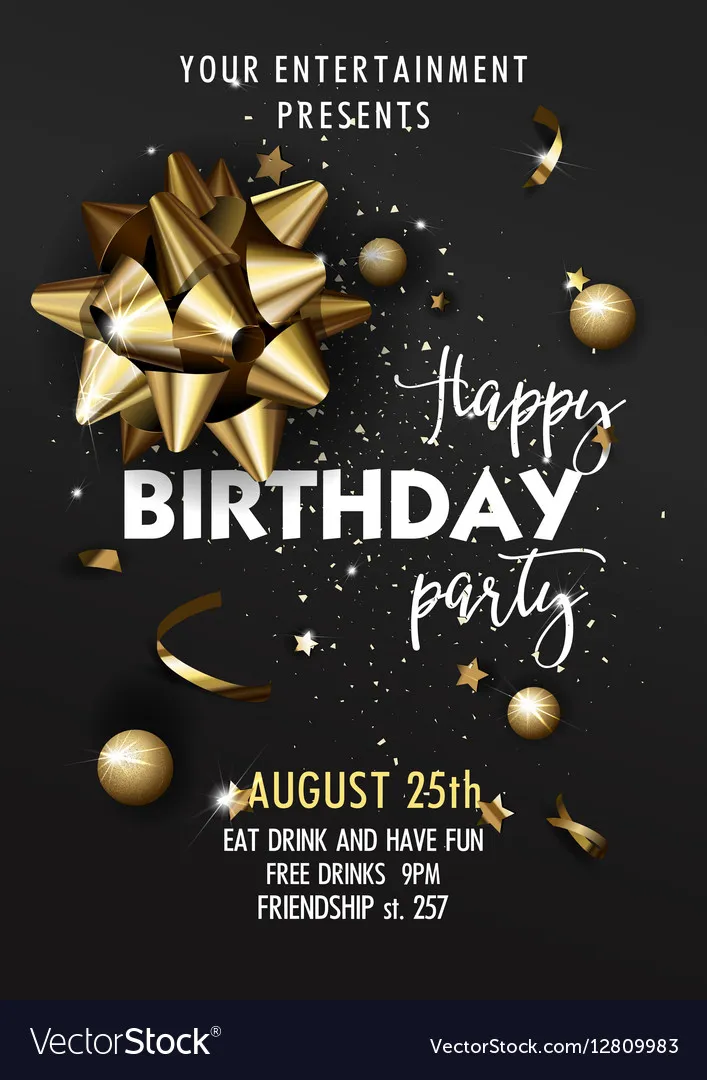 YOUR ENTERTAINMENT
PRESENTS
Happy
BIRTHDAY
party
AUGUST 25th
EAT DRINK AND HAVE FUN
FREE DRINKS 9PM
FRIENDSHIP st. 257
VectorStock®
VectorStock.com/12809983